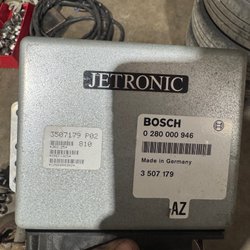 JETRONIC
3507179 P02
810
BOSCH
0 280 000 946
Made in Germany
3 507 179
AZ